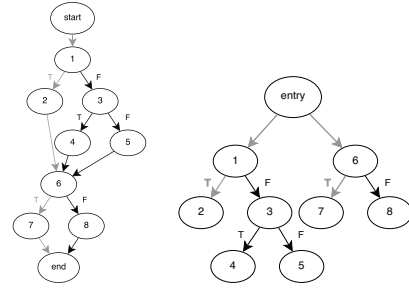 start
1
T F
2 3
T F
4 5
6
T F
7 8
end
entry
1 6
T F T F
2 3 7 8
T F
4 5